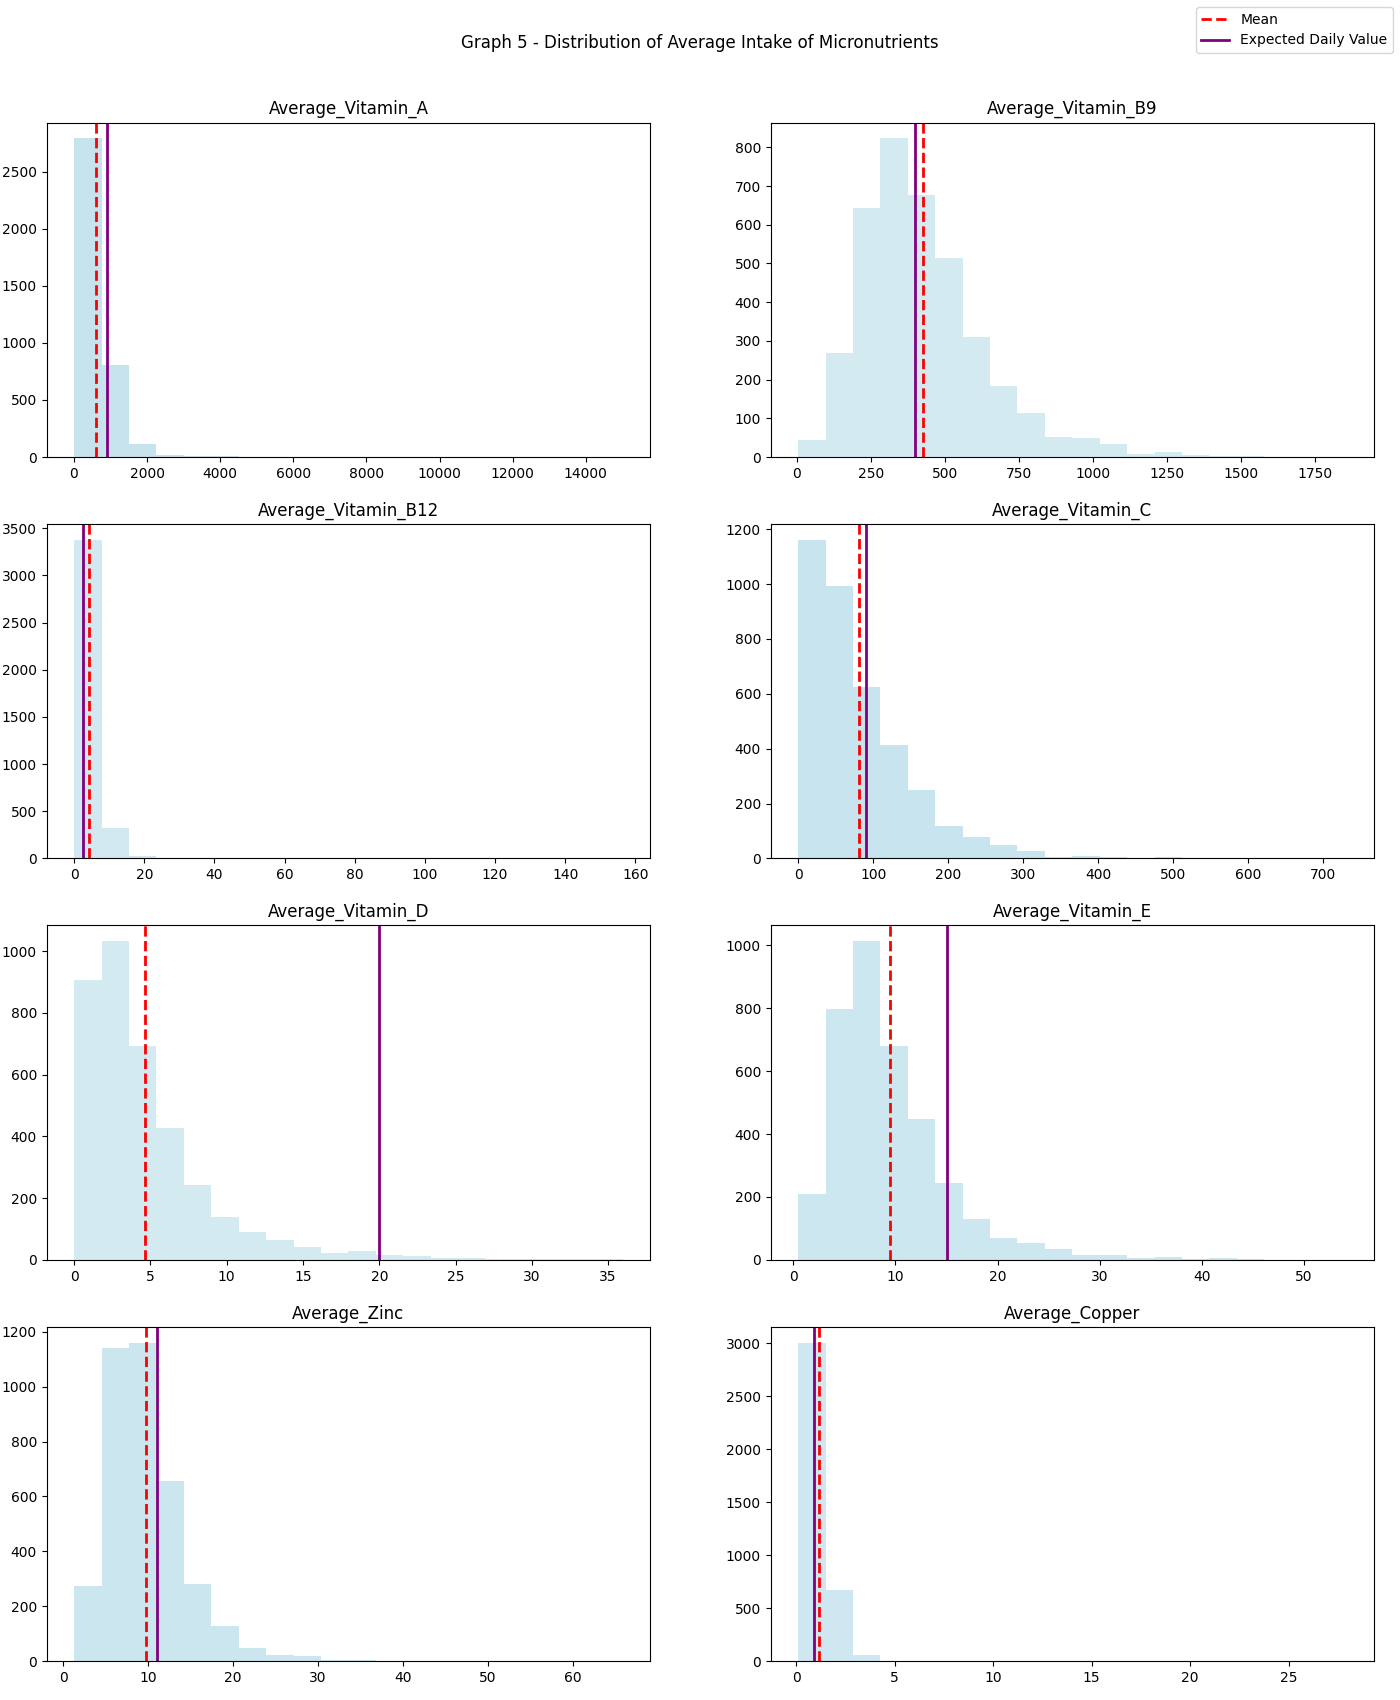 Mean
Graph 5 - Distribution of Average Intake of Micronutrients
Expected Daily Value
Average_Vitamin_A
2500
2000
1500
1000
500
0
0 2000 4000 6000 8000 10000 12000 14000
Average_Vitamin_B9
800
700
600
500
400
300
200
100
0
0 250 500 750 1000 1250 1500 1750
Average_Vitamin_B12
3500
3000
2500
2000
1500
1000
500
0
0 20 40 60 80 100 120 140 160
Average_Vitamin_C
1200
1000
800
600
400
200
0
0 100 200 300 400 500 600 700
Average_Vitamin_D
1000
800
600
400
200
0
0 5 10 15 20 25 30 35
Average_Vitamin_E
1000
800
600
400
200
0
0 10 20 30 40 50
Average_Zinc
1200
1000
800
600
400
200
0
0 10 20 30 40 50 60
Average_Copper
3000
2500
2000
1500
1000
500
0
0 5 10 15 20 25